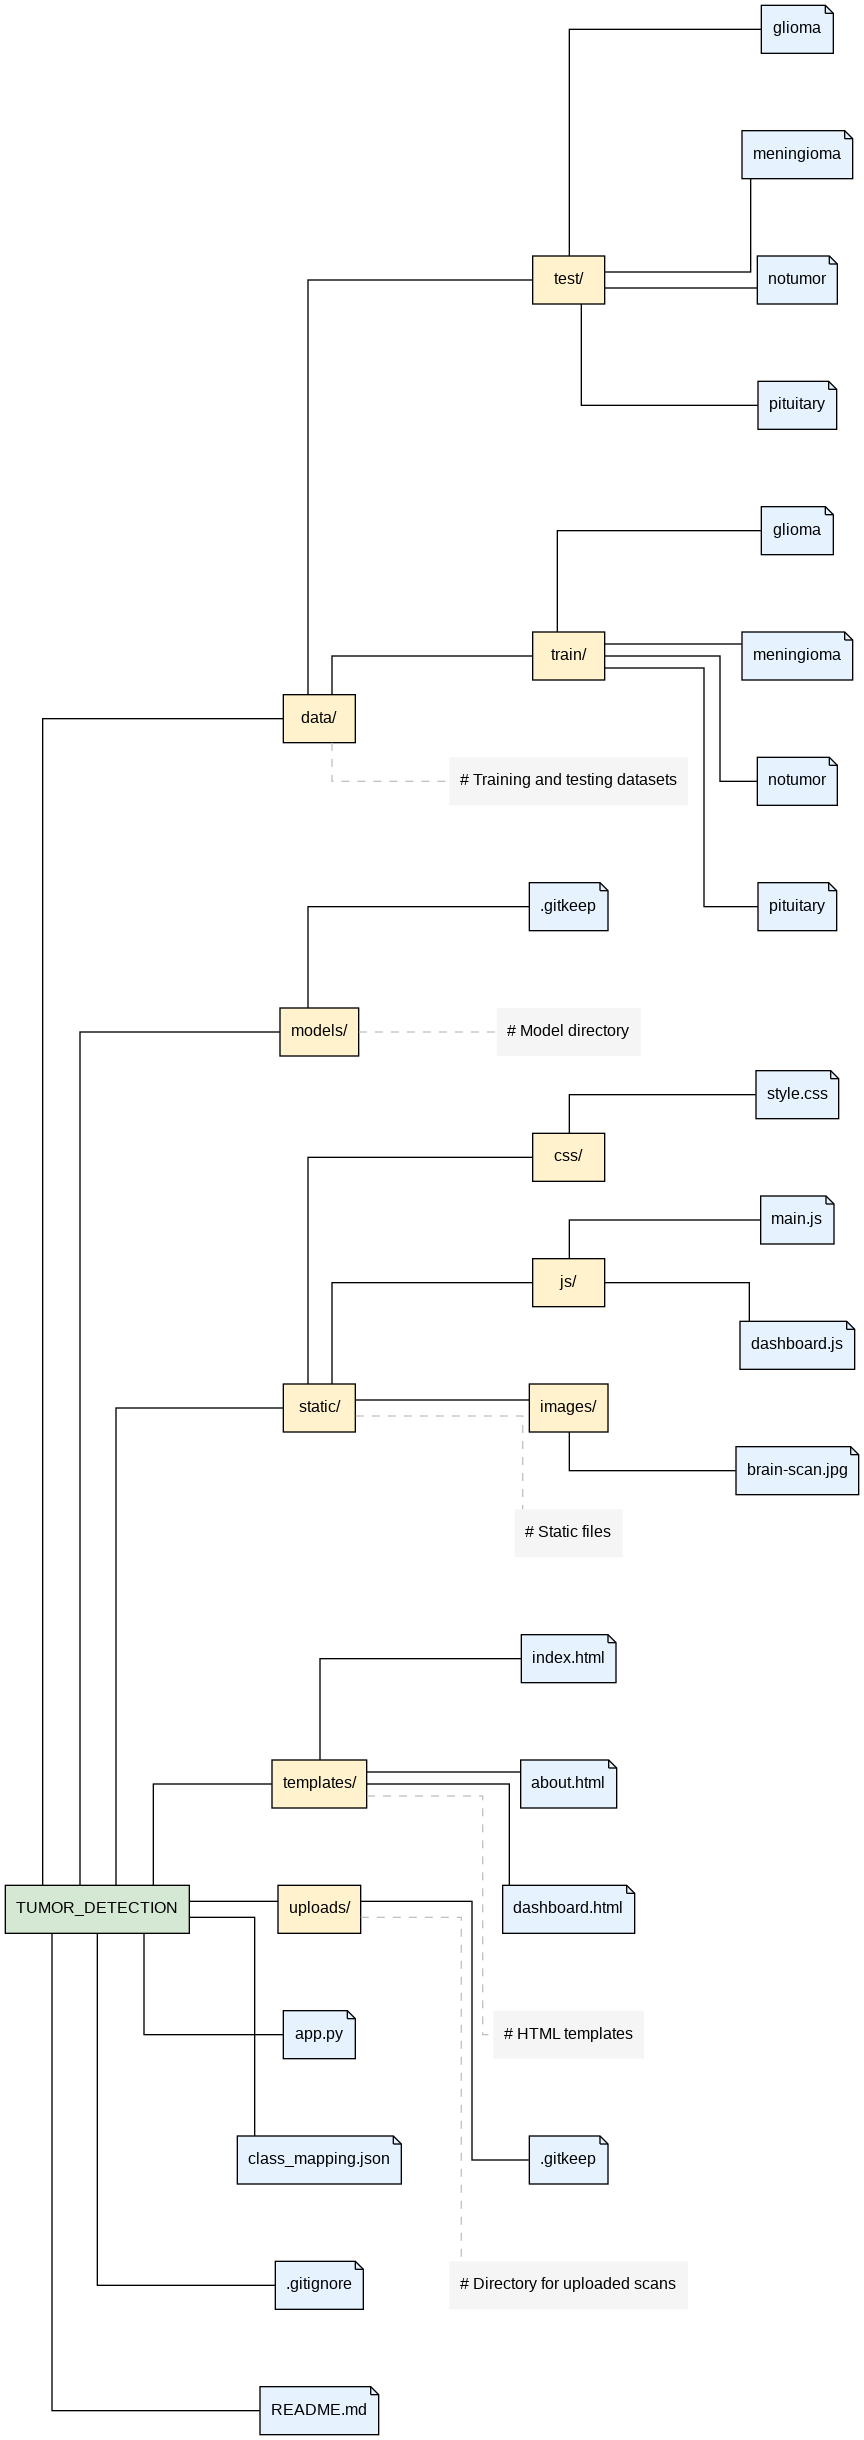 glioma
meningioma
test/
notumor
pituitary
glioma
train/
meningioma
data/
# Training and testing datasets
notumor
.gitkeep
pituitary
models/
# Model directory
style.css
css/
main.js
js/
dashboard.js
static/
images/
brain-scan.jpg
# Static files
index.html
templates/
about.html
TUMOR_DETECTION
uploads/
dashboard.html
app.py
# HTML templates
class_mapping.json
.gitkeep
.gitignore
# Directory for uploaded scans
README.md